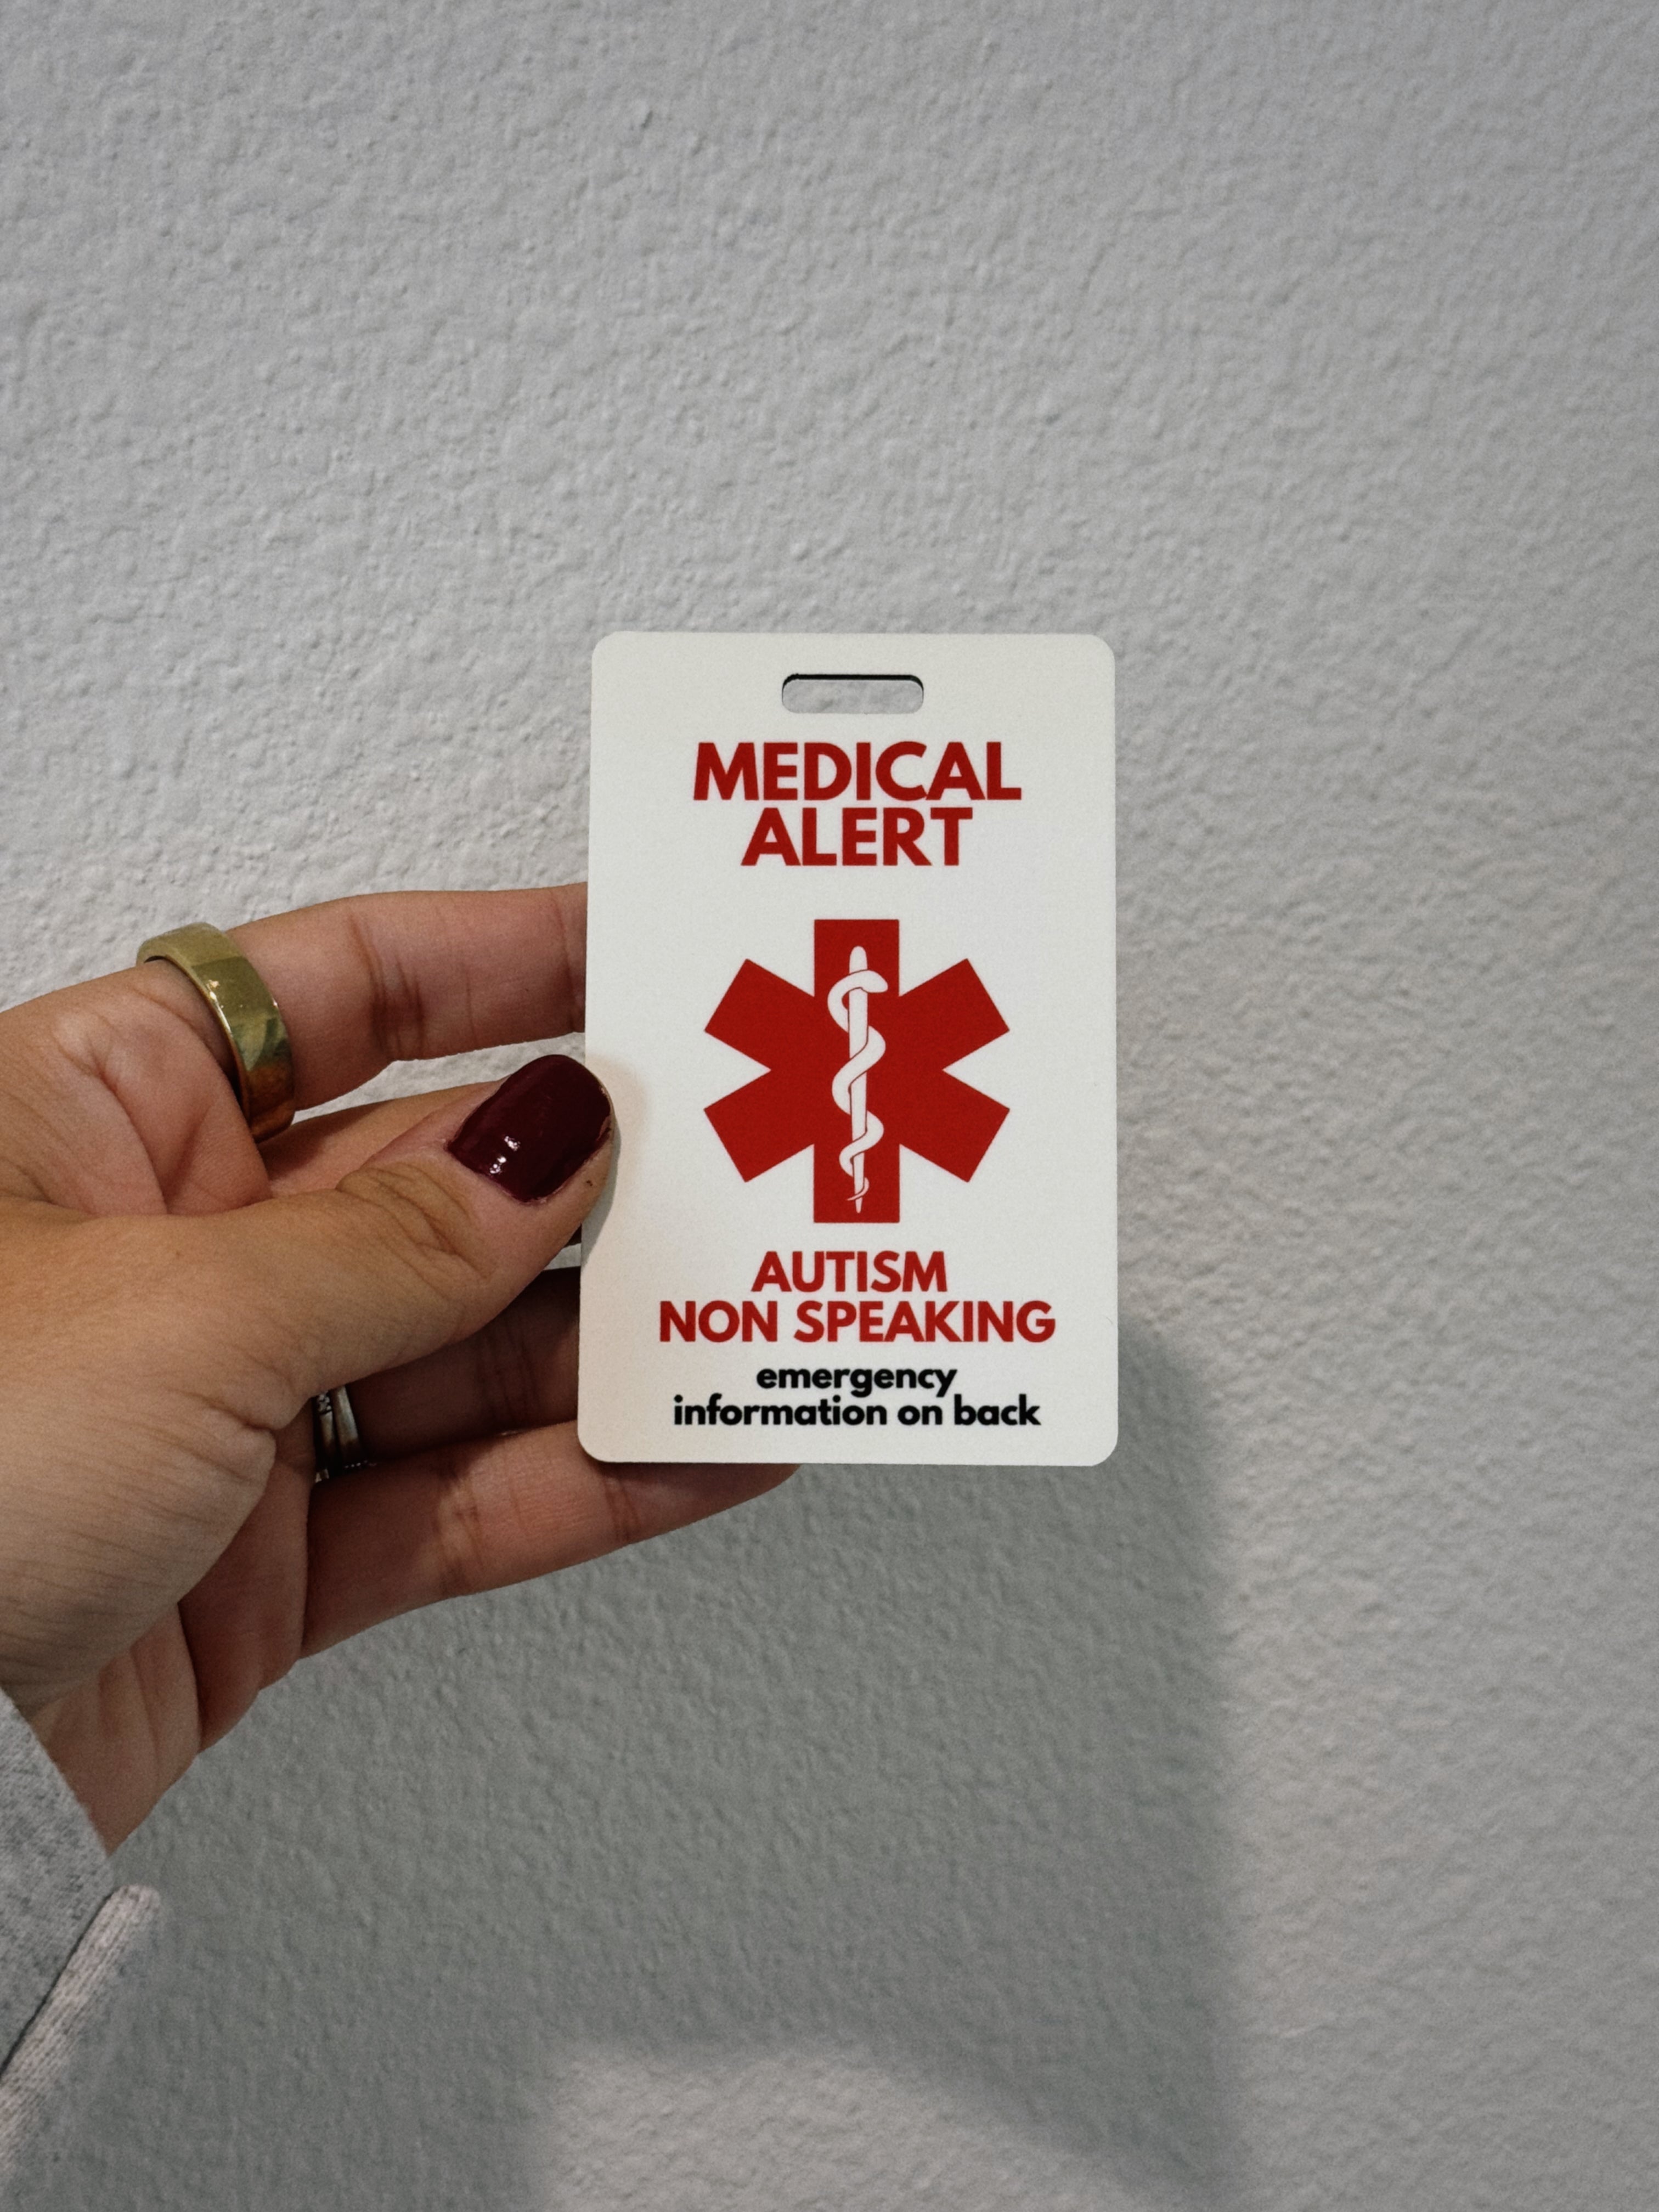 MEDICAL
ALERT
AUTISM
NON SPEAKING
emergency
information on back